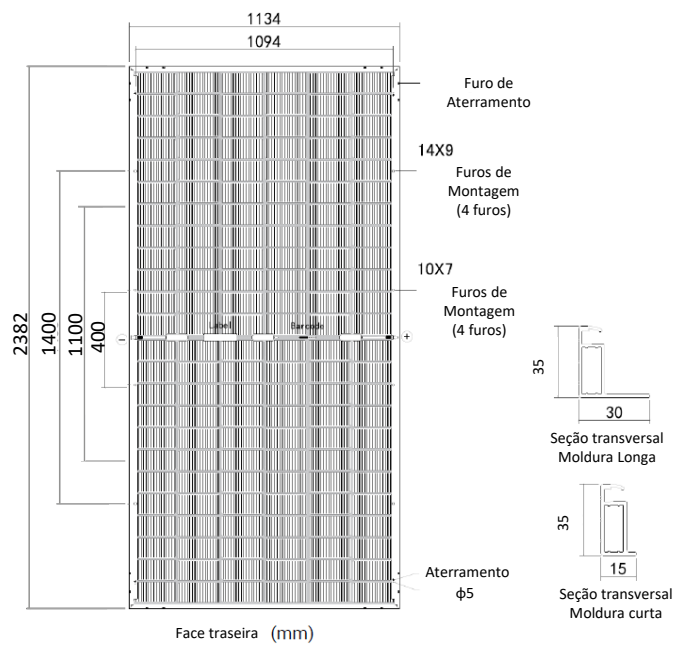 1134
1094
Furo de
Aterramento
14X9
Furos de
Montagem
(4 furos)
10X7
Furos de
Montagem
(4 furos)
2382
1400
1100
400
Label
Bar code
−
+
35
30
Seção transversal
Moldura Longa
35
15
Seção transversal
Moldura curta
Aterramento
ϕ5
Face traseira (mm)